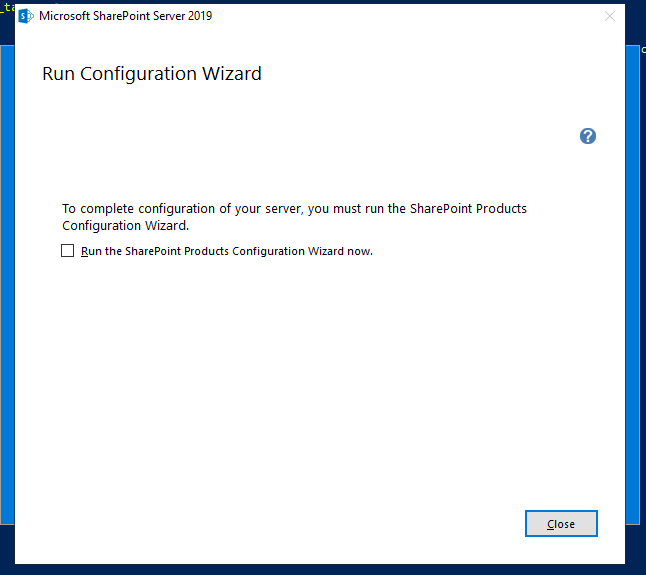 Microsoft SharePoint Server 2019
Run Configuration Wizard
?
To complete configuration of your server, you must run the SharePoint Products
Configuration Wizard.
Run the SharePoint Products Configuration Wizard now.
Close